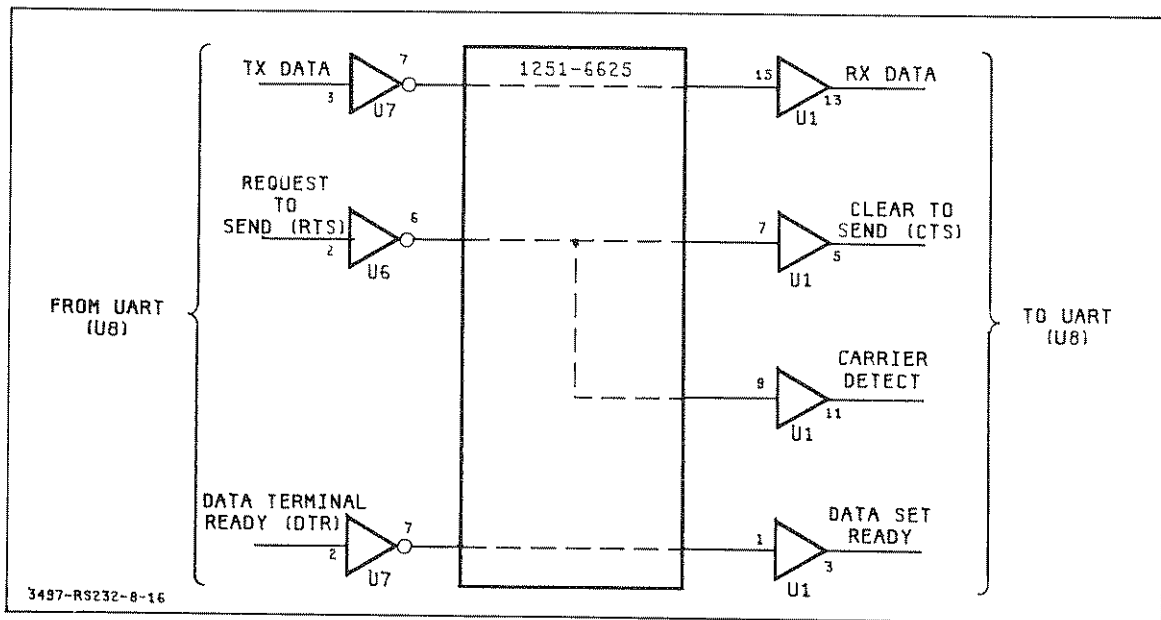 TX DATA
3
7
U7
1251-6625
15
13
U1
RX DATA
REQUEST
TO
SEND (RTS)
2
6
U6
7
5
U1
CLEAR TO
SEND (CTS)
FROM UART
(U8)
TO UART
(U8)
9
11
U1
CARRIER
DETECT
DATA TERMINAL
READY (DTR)
2
7
U7
1
3
U1
DATA SET
READY
3497-RS232-8-16